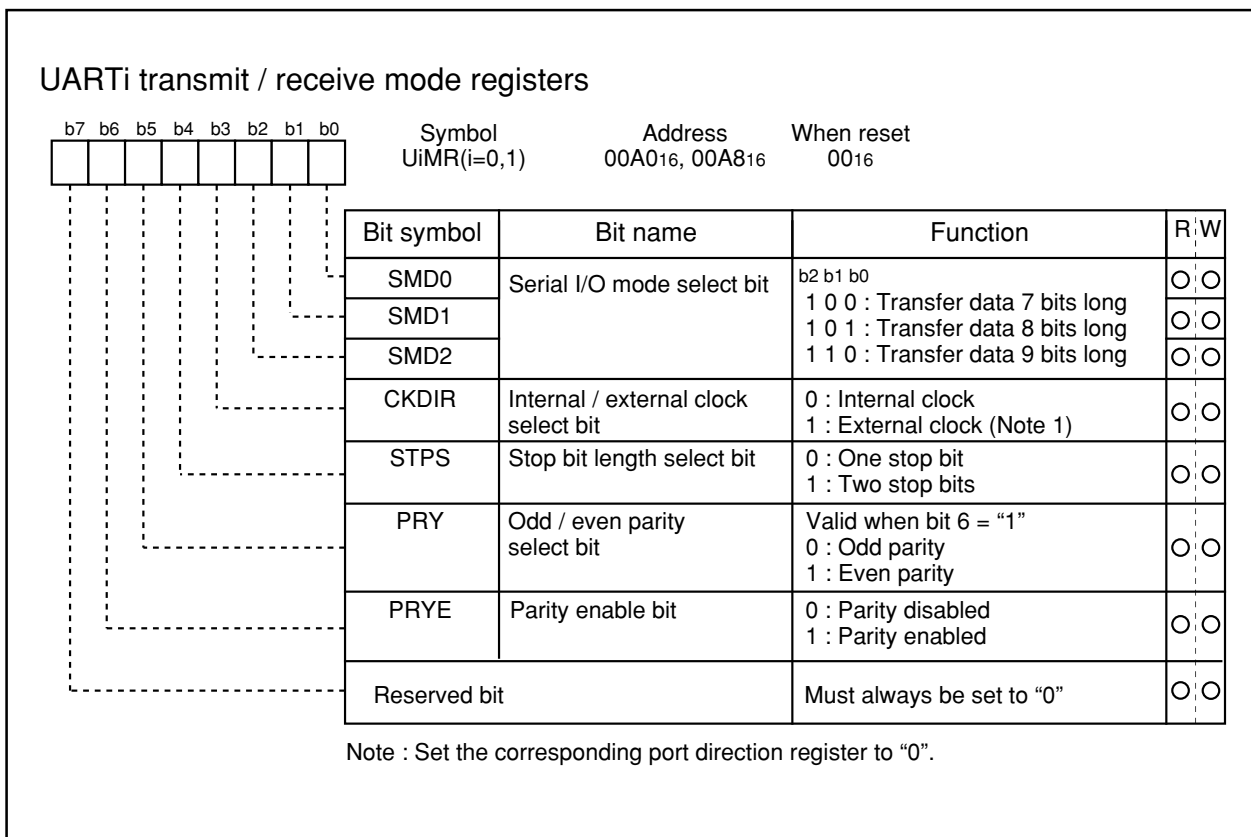 UARTi transmit / receive mode registers
b7 b6 b5 b4 b3 b2 b1 b0
Symbol Address When reset
UiMR(i=0,1) 00A016, 00A816 0016
Bit symbol Bit name Function R W
SMD0 Serial I/O mode select bit b2 b1 b0
1 0 0 : Transfer data 7 bits long
SMD1 1 0 1 : Transfer data 8 bits long
SMD2 1 1 0 : Transfer data 9 bits long
CKDIR Internal / external clock 0 : Internal clock
select bit 1 : External clock (Note 1)
STPS Stop bit length select bit 0 : One stop bit
1 : Two stop bits
PRY Odd / even parity Valid when bit 6 = “1”
select bit 0 : Odd parity
1 : Even parity
PRYE Parity enable bit 0 : Parity disabled
1 : Parity enabled
Reserved bit Must always be set to “0”
Note : Set the corresponding port direction register to “0”.